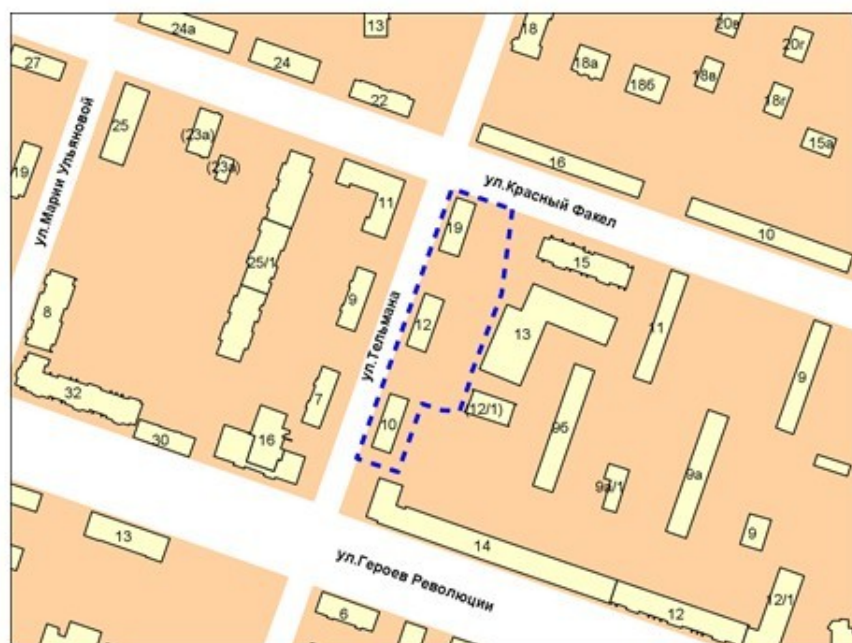 24а
13
18
20в
20г
27
24
18а
18б
18в
22
18г
25
(23а)
15а
ул.Марии Ульяновой
16
19
(23а)
11
ул.Красный Факел
19
10
25/1
15
8
9
12
13
11
ул.Тельмана
9
32
7
10
(12/1)
30
16
9б
9а
9а/1
13
14
9
ул.Героев Революции
6
12
12/1